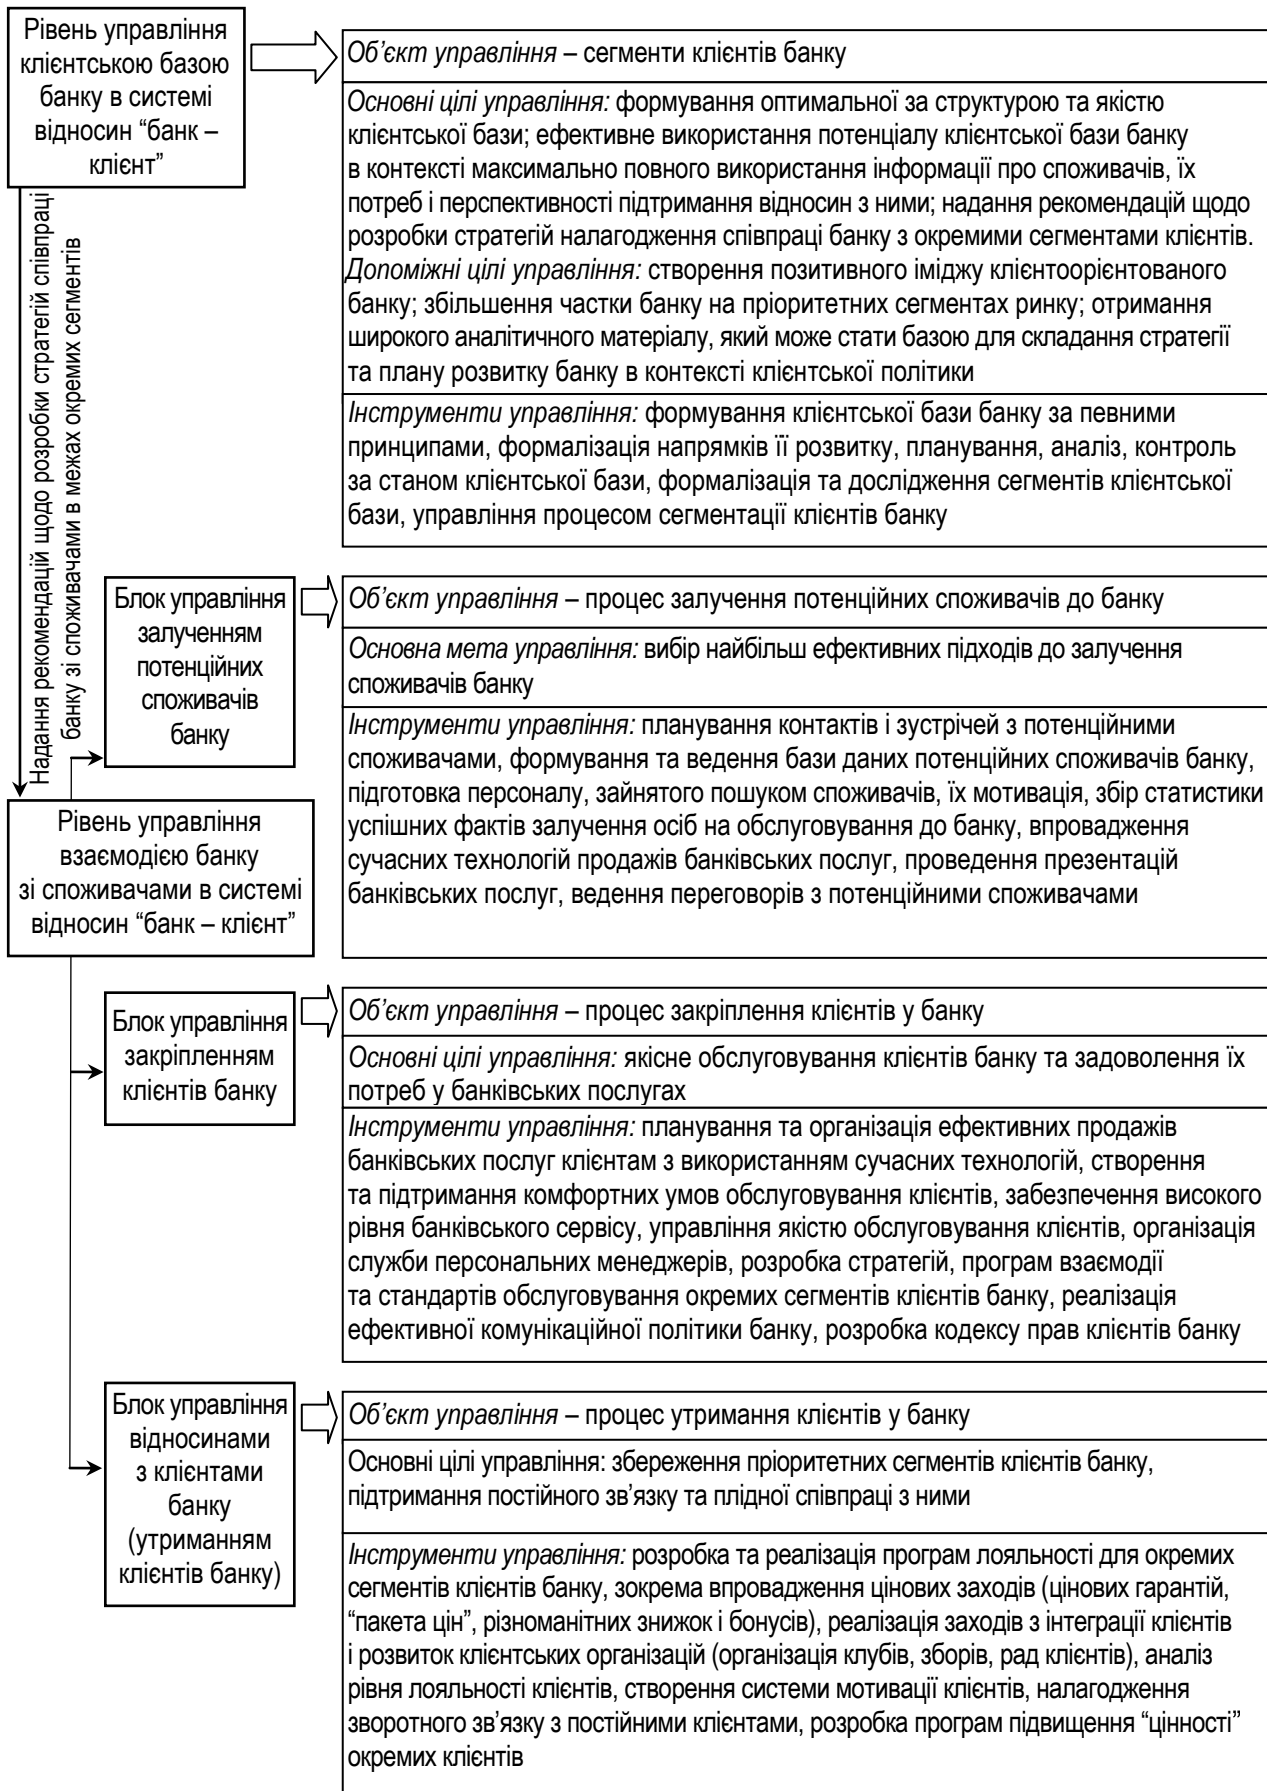 Рівень управління
клієнтською базою
банку в системі
відносин “банк –
клієнт”
Об’єкт управління – сегменти клієнтів банку
Основні цілі управління: формування оптимальної за структурою та якістю
клієнтської бази; ефективне використання потенціалу клієнтської бази банку
в контексті максимально повного використання інформації про споживачів, їх
потреб і перспективності підтримання відносин з ними; надання рекомендацій щодо
розробки стратегій налагодження співпраці банку з окремими сегментами клієнтів.
Допоміжні цілі управління: створення позитивного іміджу клієнтоорієнтованого
банку; збільшення частки банку на пріоритетних сегментах ринку; отримання
широкого аналітичного матеріалу, який може стати базою для складання стратегії
та плану розвитку банку в контексті клієнтської політики
Інструменти управління: формування клієнтської бази банку за певними
принципами, формалізація напрямків її розвитку, планування, аналіз, контроль
за станом клієнтської бази, формалізація та дослідження сегментів клієнтської
бази, управління процесом сегментації клієнтів банку
Надання рекомендацій щодо розробки стратегій співпраці
банку зі споживачами в межах окремих сегментів
Блок управління
залученням
потенційних
споживачів
банку
Об’єкт управління – процес залучення потенційних споживачів до банку
Основна мета управління: вибір найбільш ефективних підходів до залучення
споживачів банку
Інструменти управління: планування контактів і зустрічей з потенційними
споживачами, формування та ведення бази даних потенційних споживачів банку,
підготовка персоналу, зайнятого пошуком споживачів, їх мотивація, збір статистики
успішних фактів залучення осіб на обслуговування до банку, впровадження
сучасних технологій продажів банківських послуг, проведення презентацій
банківських послуг, ведення переговорів з потенційними споживачами
Рівень управління
взаємодією банку
зі споживачами в системі
відносин “банк – клієнт”
Блок управління
закріпленням
клієнтів банку
Об’єкт управління – процес закріплення клієнтів у банку
Основні цілі управління: якісне обслуговування клієнтів банку та задоволення їх
потреб у банківських послугах
Інструменти управління: планування та організація ефективних продажів
банківських послуг клієнтам з використанням сучасних технологій, створення
та підтримання комфортних умов обслуговування клієнтів, забезпечення високого
рівня банківського сервісу, управління якістю обслуговування клієнтів, організація
служби персональних менеджерів, розробка стратегій, програм взаємодії
та стандартів обслуговування окремих сегментів клієнтів банку, реалізація
ефективної комунікаційної політики банку, розробка кодексу прав клієнтів банку
Блок управління
відносинами
з клієнтами
банку
(утриманням
клієнтів банку)
Об’єкт управління – процес утримання клієнтів у банку
Основні цілі управління: збереження пріоритетних сегментів клієнтів банку,
підтримання постійного зв’язку та плідної співпраці з ними
Інструменти управління: розробка та реалізація програм лояльності для окремих
сегментів клієнтів банку, зокрема впровадження цінових заходів (цінових гарантій,
“пакета цін”, різноманітних знижок і бонусів), реалізація заходів з інтеграції клієнтів
і розвиток клієнтських організацій (організація клубів, зборів, рад клієнтів), аналіз
рівня лояльності клієнтів, створення системи мотивації клієнтів, налагодження
зворотного зв’язку з постійними клієнтами, розробка програм підвищення “цінності”
окремих клієнтів